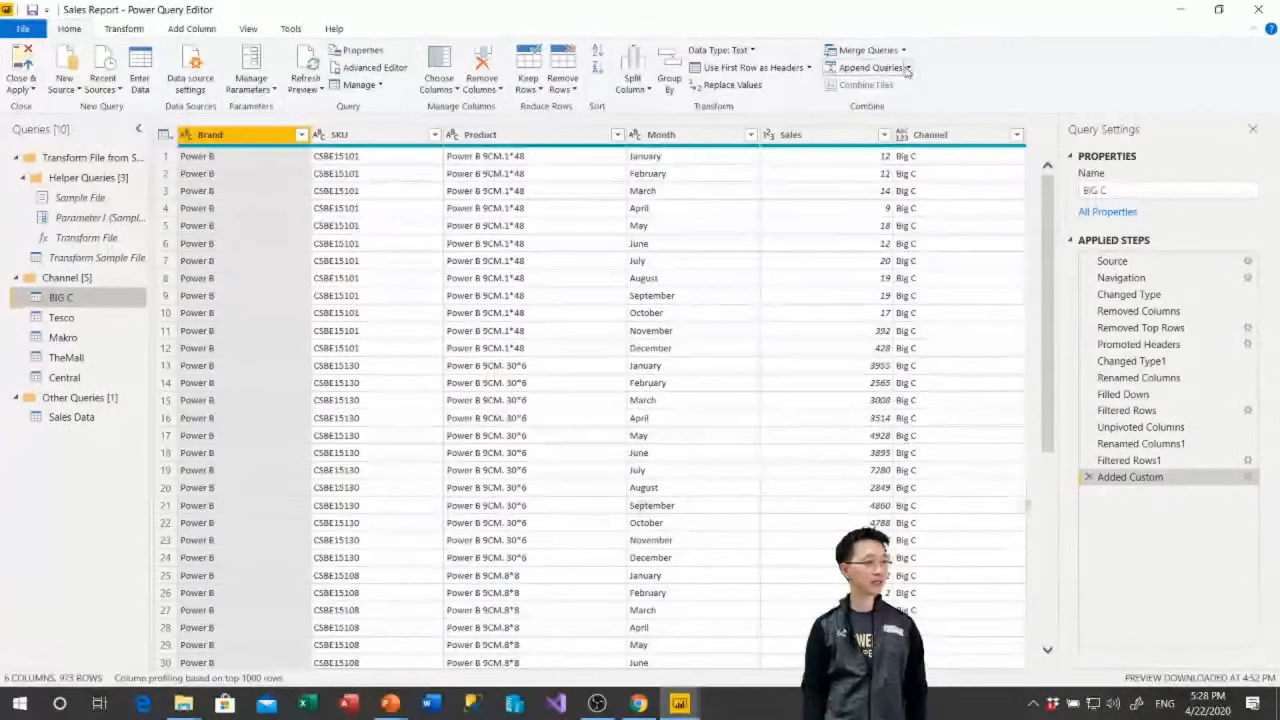 Sales Report - Power Query Editor
File Home Transform Add Column View Tools Help
Close & Apply
New Source
Recent Sources
Enter Data
Data source settings
Manage Parameters
Refresh Preview
Properties
Advanced Editor
Manage
Choose Columns
Remove Columns
Keep Rows
Remove Rows
Split Column
Group By
Data Type: Text
Use First Row as Headers
Replace Values
Merge Queries
Append Queries
Combine Files
Close New Query Data Sources Parameters Query Manage Columns Reduce Rows Sort Transform Combine
Queries [10]
Transform File from S...
Helper Queries [3]
Sample File
Parameter1 (Sampl...
fx Transform File
Transform Sample File
Channel [5]
BIG C
Tesco
Makro
TheMall
Central
Other Queries [1]
Sales Data
Brand SKU Product Month Sales Channel
1 Power B CSBE15101 Power B 9CM.1*48 January 12 Big C
2 Power B CSBE15101 Power B 9CM.1*48 February 12 Big C
3 Power B CSBE15101 Power B 9CM.1*48 March 14 Big C
4 Power B CSBE15101 Power B 9CM.1*48 April 9 Big C
5 Power B CSBE15101 Power B 9CM.1*48 May 18 Big C
6 Power B CSBE15101 Power B 9CM.1*48 June 12 Big C
7 Power B CSBE15101 Power B 9CM.1*48 July 20 Big C
8 Power B CSBE15101 Power B 9CM.1*48 August 19 Big C
9 Power B CSBE15101 Power B 9CM.1*48 September 19 Big C
10 Power B CSBE15101 Power B 9CM.1*48 October 17 Big C
11 Power B CSBE15101 Power B 9CM.1*48 November 392 Big C
12 Power B CSBE15101 Power B 9CM.1*48 December 428 Big C
13 Power B CSBE15130 Power B 9CM. 30*6 January 3955 Big C
14 Power B CSBE15130 Power B 9CM. 30*6 February 2565 Big C
15 Power B CSBE15130 Power B 9CM. 30*6 March 3008 Big C
16 Power B CSBE15130 Power B 9CM. 30*6 April 3514 Big C
17 Power B CSBE15130 Power B 9CM. 30*6 May 4928 Big C
18 Power B CSBE15130 Power B 9CM. 30*6 June 3895 Big C
19 Power B CSBE15130 Power B 9CM. 30*6 July 7280 Big C
20 Power B CSBE15130 Power B 9CM. 30*6 August 2849 Big C
21 Power B CSBE15130 Power B 9CM. 30*6 September 4860 Big C
22 Power B CSBE15130 Power B 9CM. 30*6 October 4788 Big C
23 Power B CSBE15130 Power B 9CM. 30*6 November Big C
24 Power B CSBE15130 Power B 9CM. 30*6 December Big C
25 Power B CSBE15108 Power B 9CM.8*8 January 2 Big C
26 Power B CSBE15108 Power B 9CM.8*8 February 2 Big C
27 Power B CSBE15108 Power B 9CM.8*8 March Big C
28 Power B CSBE15108 Power B 9CM.8*8 April Big C
29 Power B CSBE15108 Power B 9CM.8*8 May Big C
30 Power B CSBE15108 Power B 9CM.8*8 June Big C
Query Settings
PROPERTIES
Name
BIG C
All Properties
APPLIED STEPS
Source
Navigation
Changed Type
Removed Columns
Removed Top Rows
Promoted Headers
Changed Type1
Renamed Columns
Filled Down
Filtered Rows
Unpivoted Columns
Renamed Columns1
Filtered Rows1
Added Custom
6 COLUMNS, 973 ROWS Column profiling based on top 1000 rows PREVIEW DOWNLOADED AT 4:52 PM
ENG
5:28 PM
4/22/2020